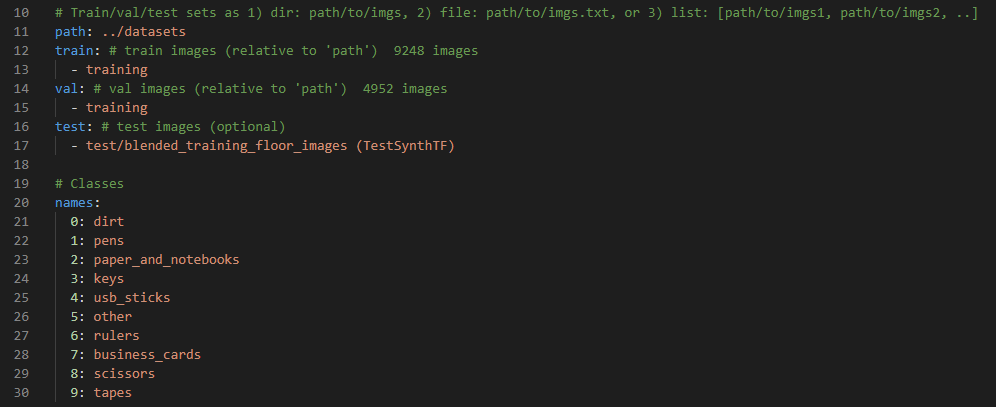 10 # Train/val/test sets as 1) dir: path/to/imgs, 2) file: path/to/imgs.txt, or 3) list: [path/to/imgs1, path/to/imgs2, ..]
11 path: ../datasets
12 train: # train images (relative to 'path')  9248 images
13   - training
14 val: # val images (relative to 'path')  4952 images
15   - training
16 test: # test images (optional)
17   - test/blended_training_floor_images (TestSynthTF)
18
19 # Classes
20 names:
21   0: dirt
22   1: pens
23   2: paper_and_notebooks
24   3: keys
25   4: usb_sticks
26   5: other
27   6: rulers
28   7: business_cards
29   8: scissors
30   9: tapes